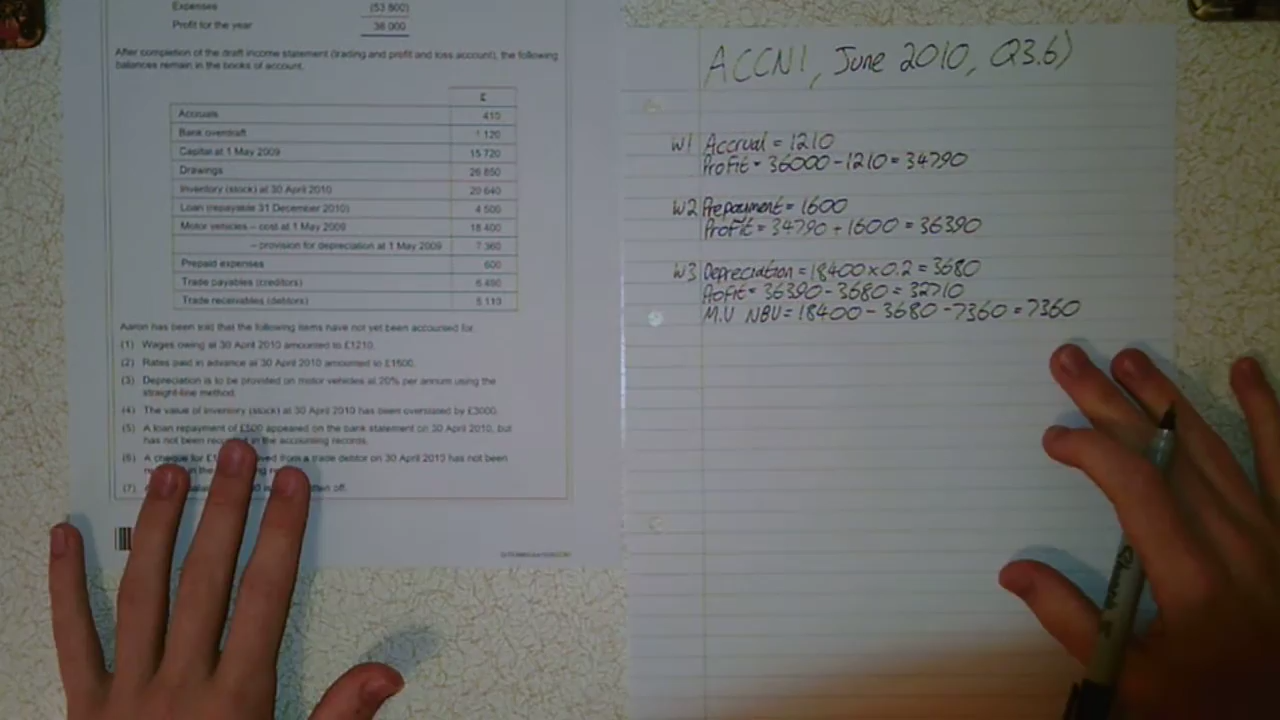 Expenses (53 800)
Profit for the year 36 000
After completion of the draft income statement (trading and profit and loss account), the following
balances remain in the books of account.
£
Accruals 410
Bank overdraft 1 120
Capital at 1 May 2009 15 720
Drawings 26 850
Inventory (stock) at 30 April 2010 20 640
Loan (repayable 31 December 2010) 4 500
Motor vehicles – cost at 1 May 2009 18 400
– provision for depreciation at 1 May 2009 7 360
Prepaid expenses 600
Trade payables (creditors)
Trade receivables (debtors)
Aaron has been told that the following items have not yet been accounted for.
(1) Wages owing at 30 April 2010 amounted to £1210.
(2) Rates paid in advance at 30 April 2010 amounted to
(3) Depreciation is to be provided on motor vehicles at 20% per annum using the
straight-line method.
(4) The value of inventory (stock) at 30 April 2010 has been overstated by £3000.
(5) A loan repayment of £500 appeared on the bank statement on 30 April 2010, but
has not been recorded in the accounting records.
(6) A cheque for from a trade debtor on 30 April 2010 has not been
in the
(7) off.
ACCN1, June 2010, Q3.6)
W1 Accrual = 1210
Profit = 36000 - 1210 = 34790
W2 Prepayment = 1600
Profit = 34790 + 1600 = 36390
W3 Depreciation = 18400 x 0.2 = 3680
Profit = 36390 - 3680 = 32710
M.V NBV = 18400 - 3680 - 7360 = 7360